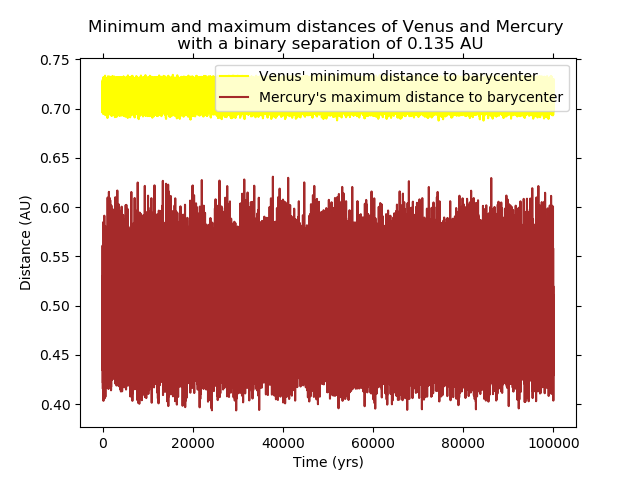 Minimum and maximum distances of Venus and Mercury
with a binary separation of 0.135 AU
Venus' minimum distance to barycenter
Mercury's maximum distance to barycenter
Distance (AU)
0.75
0.70
0.65
0.60
0.55
0.50
0.45
0.40
0
20000
40000
60000
80000
100000
Time (yrs)